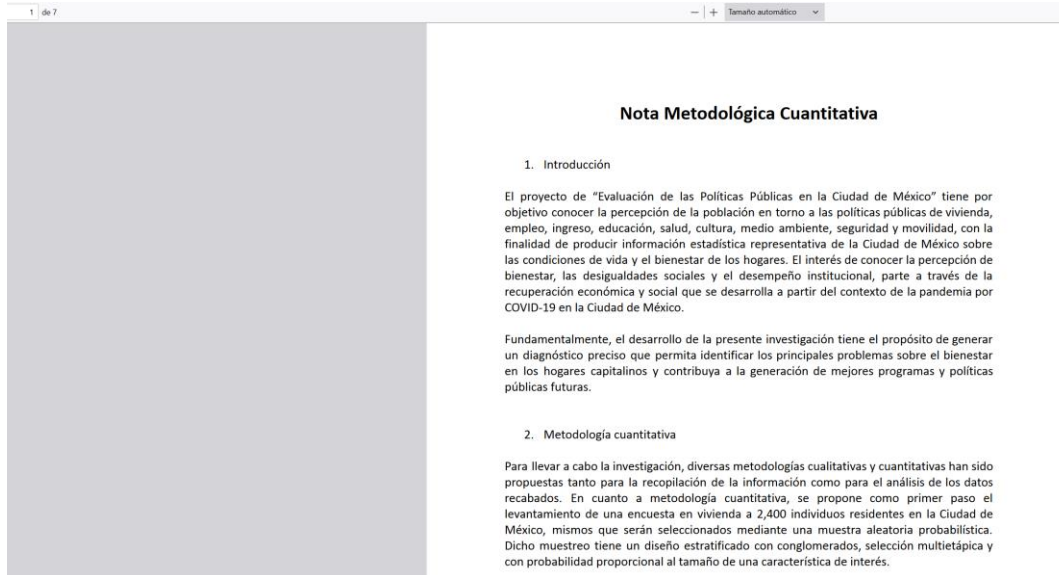 1 de 7
Tamaño automático
Nota Metodológica Cuantitativa
1. Introducción
El proyecto de “Evaluación de las Políticas Públicas en la Ciudad de México” tiene por
objetivo conocer la percepción de la población en torno a las políticas públicas de vivienda,
empleo, ingreso, educación, salud, cultura, medio ambiente, seguridad y movilidad, con la
finalidad de producir información estadística representativa de la Ciudad de México sobre
las condiciones de vida y el bienestar de los hogares. El interés de conocer la percepción de
bienestar, las desigualdades sociales y el desempeño institucional, parte a través de la
recuperación económica y social que se desarrolla a partir del contexto de la pandemia por
COVID-19 en la Ciudad de México.
Fundamentalmente, el desarrollo de la presente investigación tiene el propósito de generar
un diagnóstico preciso que permita identificar los principales problemas sobre el bienestar
en los hogares capitalinos y contribuya a la generación de mejores programas y políticas
públicas futuras.
2. Metodología cuantitativa
Para llevar a cabo la investigación, diversas metodologías cualitativas y cuantitativas han sido
propuestas tanto para la recopilación de la información como para el análisis de los datos
recabados. En cuanto a metodología cuantitativa, se propone como primer paso el
levantamiento de una encuesta en vivienda a 2,400 individuos residentes en la Ciudad de
México, mismos que serán seleccionados mediante una muestra aleatoria probabilística.
Dicho muestreo tiene un diseño estratificado con conglomerados, selección multietápica y
con probabilidad proporcional al tamaño de una característica de interés.